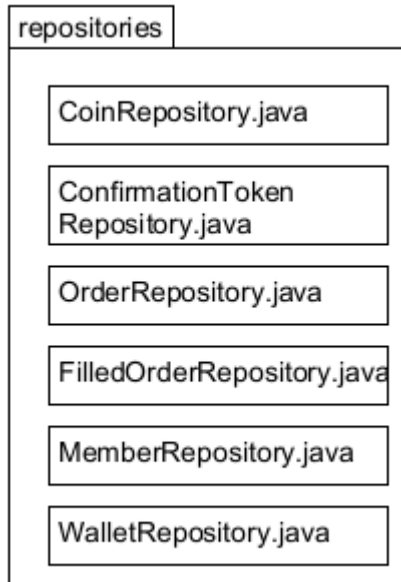 repositories
CoinRepository.java
ConfirmationToken
Repository.java
OrderRepository.java
FilledOrderRepository.java
MemberRepository.java
WalletRepository.java